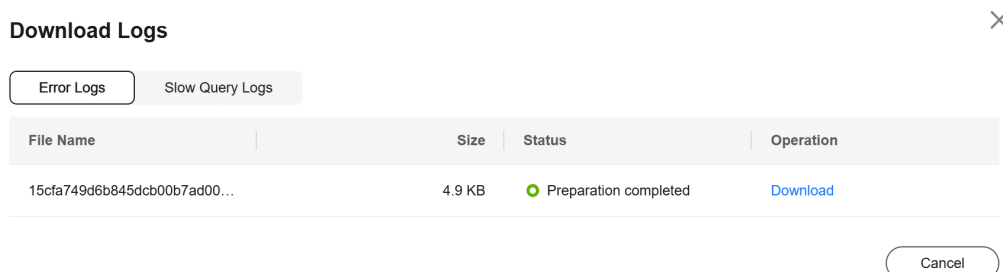 Download Logs
Error Logs Slow Query Logs
File Name Size Status Operation
15cfa749d6b845dcb00b7ad00... 4.9 KB Preparation completed Download
Cancel